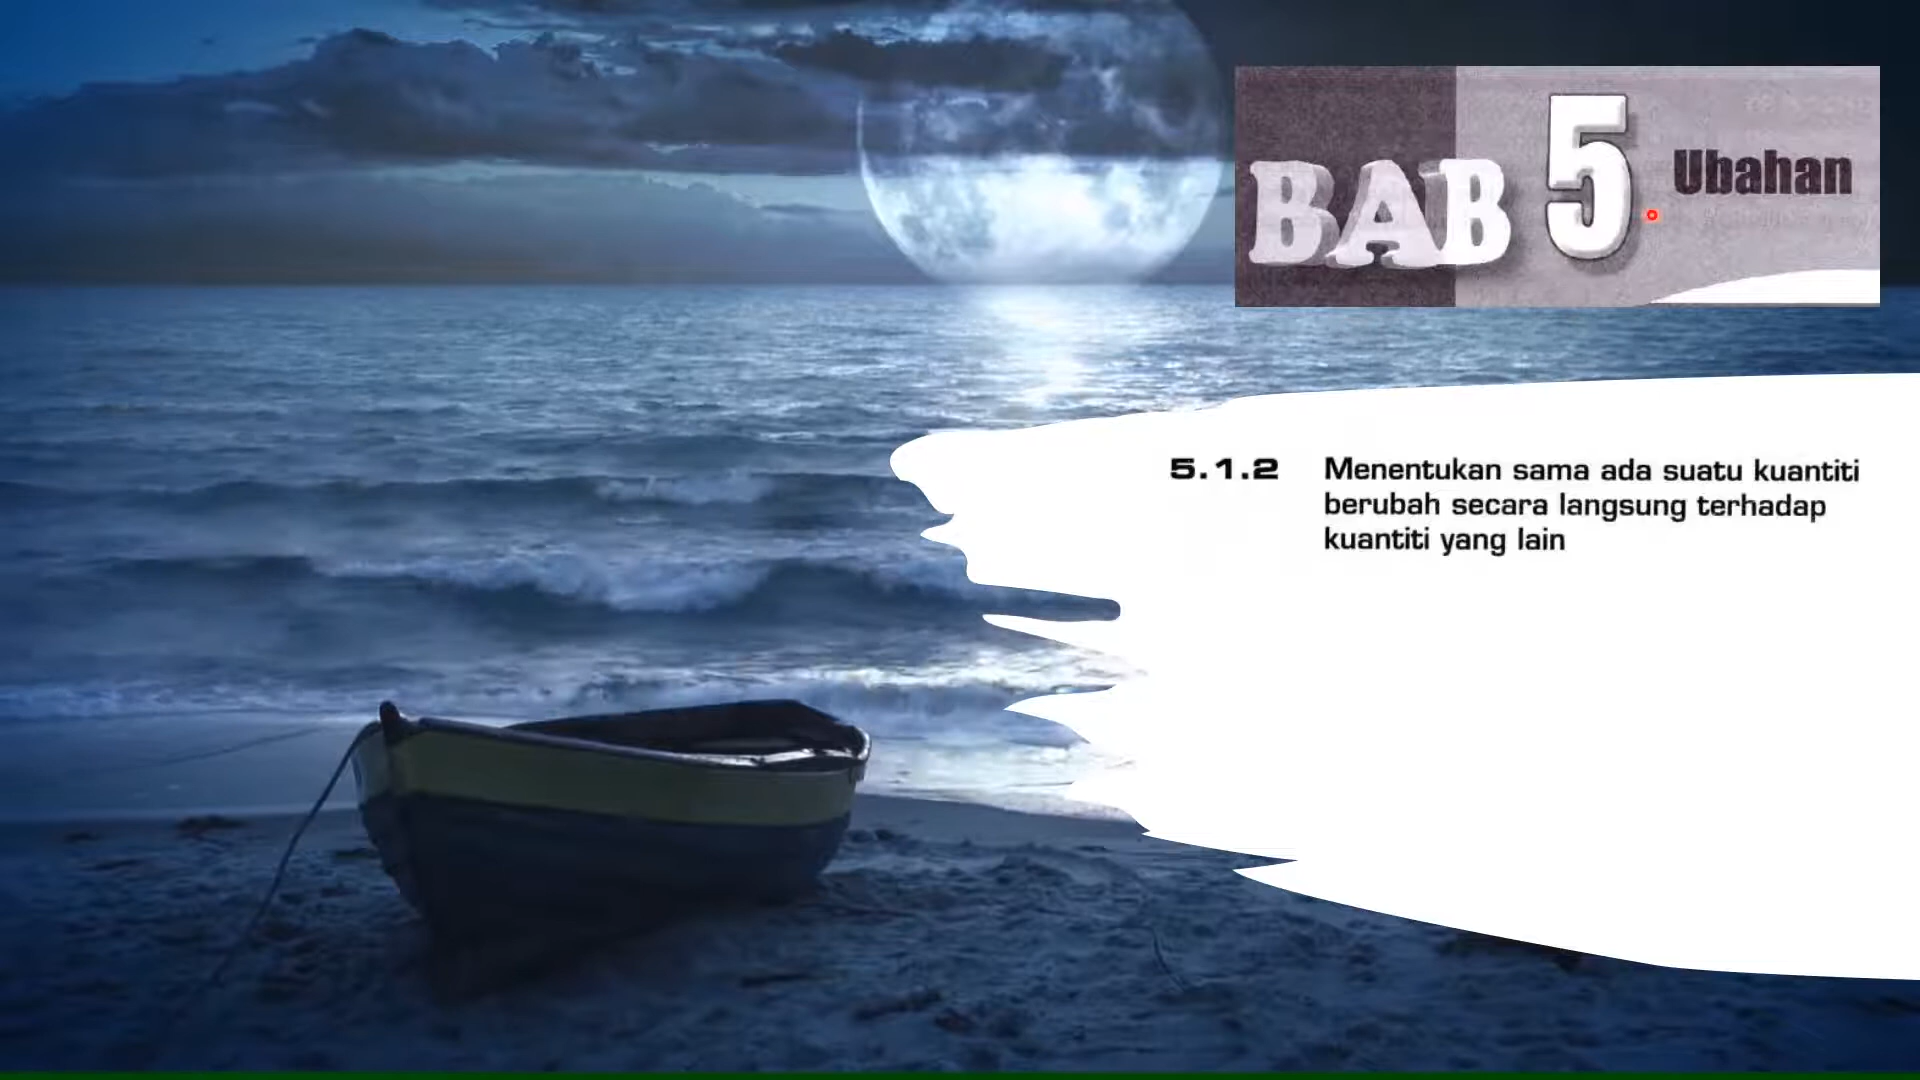 BAB 5 Ubahan
5.1.2 Menentukan sama ada suatu kuantiti
berubah secara langsung terhadap
kuantiti yang lain